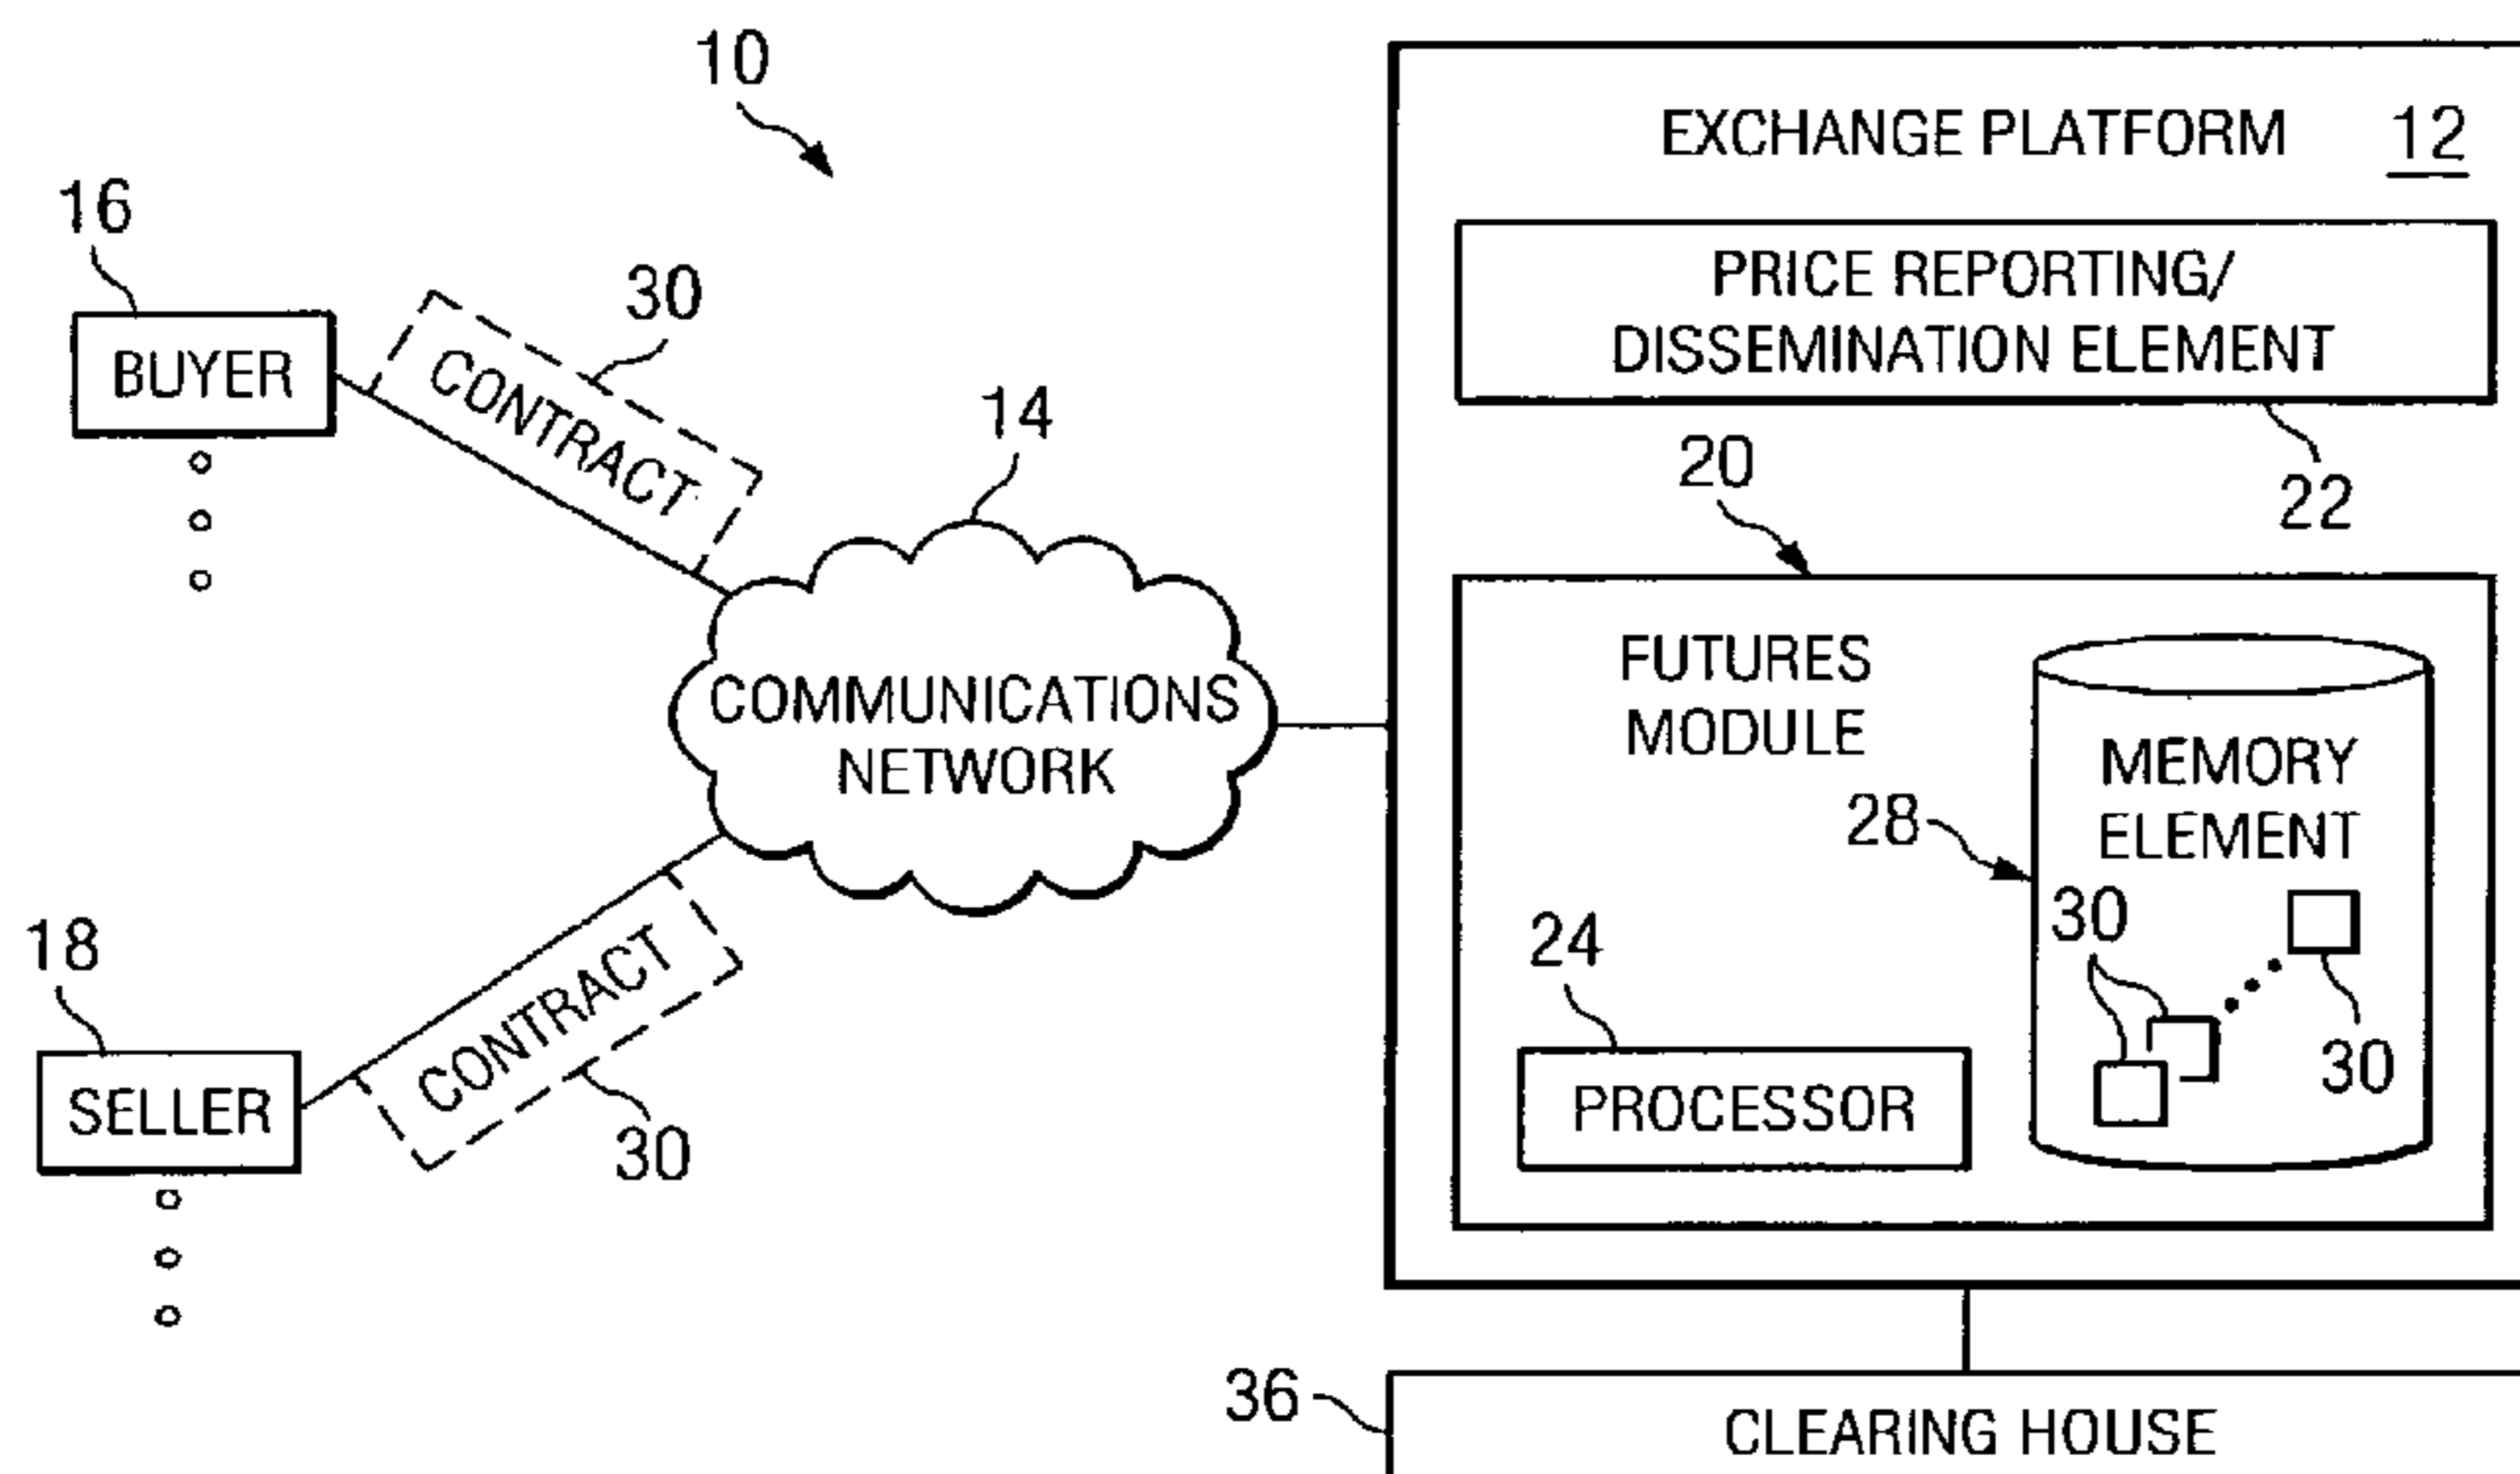 10
EXCHANGE PLATFORM 12
16
PRICE REPORTING/
DISSEMINATION ELEMENT
30
BUYER
CONTRACT
14
20
22
FUTURES
MODULE
COMMUNICATIONS
NETWORK
MEMORY
ELEMENT
28
30
24
18
CONTRACT
30
PROCESSOR
SELLER
30
36
CLEARING HOUSE